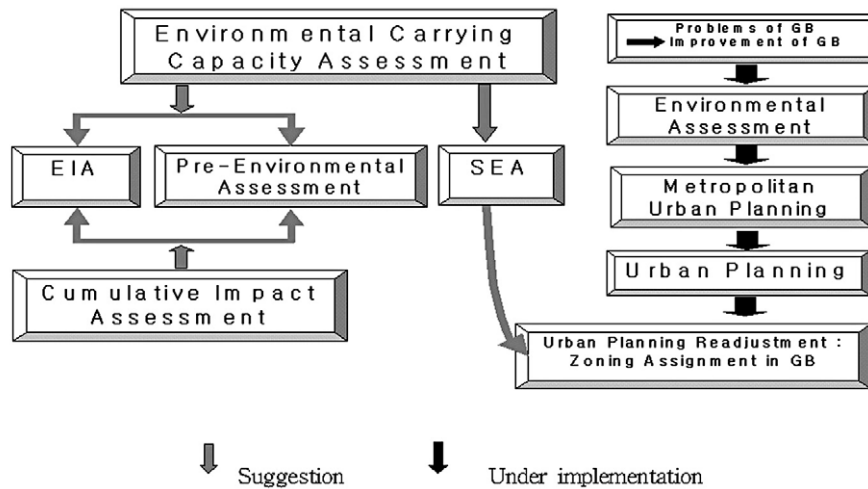 Environmental Carrying
Capacity Assessment
EIA
Pre-Environmental
Assessment
SEA
Cumulative Impact
Assessment
Problems of GB
Improvement of GB
Environmental
Assessment
Metropolitan
Urban Planning
Urban Planning
Urban Planning Readjustment :
Zoning Assignment in GB
Suggestion
Under implementation